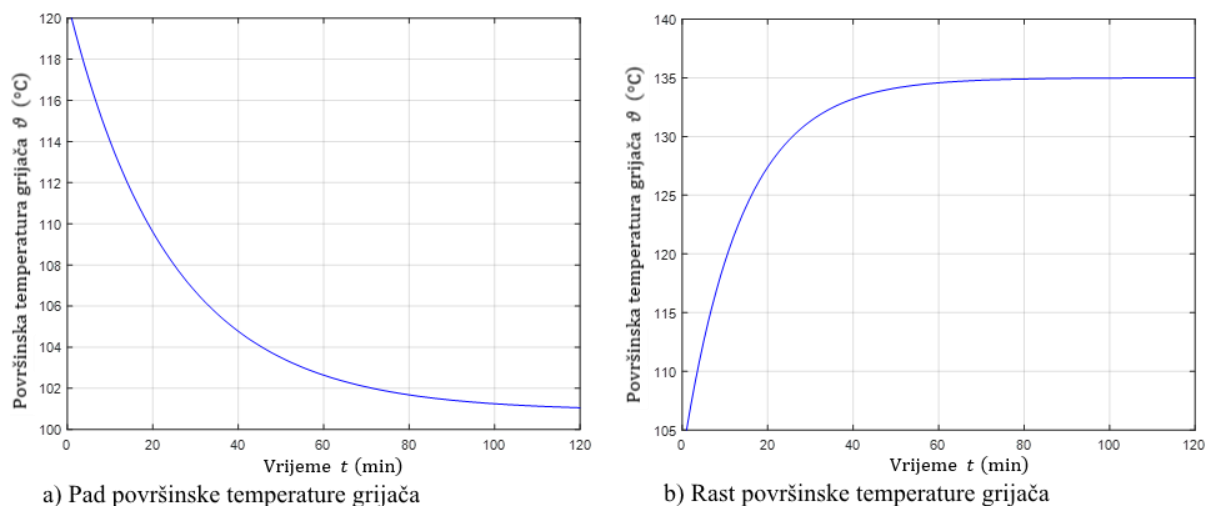 120
118
116
114
112
110
108
106
104
102
100
Površinska temperatura grijača ϑ (°C)
0 20 40 60 80 100 120
Vrijeme t (min)
a) Pad površinske temperature grijača
140
135
130
125
120
115
110
105
Površinska temperatura grijača ϑ (°C)
0 20 40 60 80 100 120
Vrijeme t (min)
b) Rast površinske temperature grijača